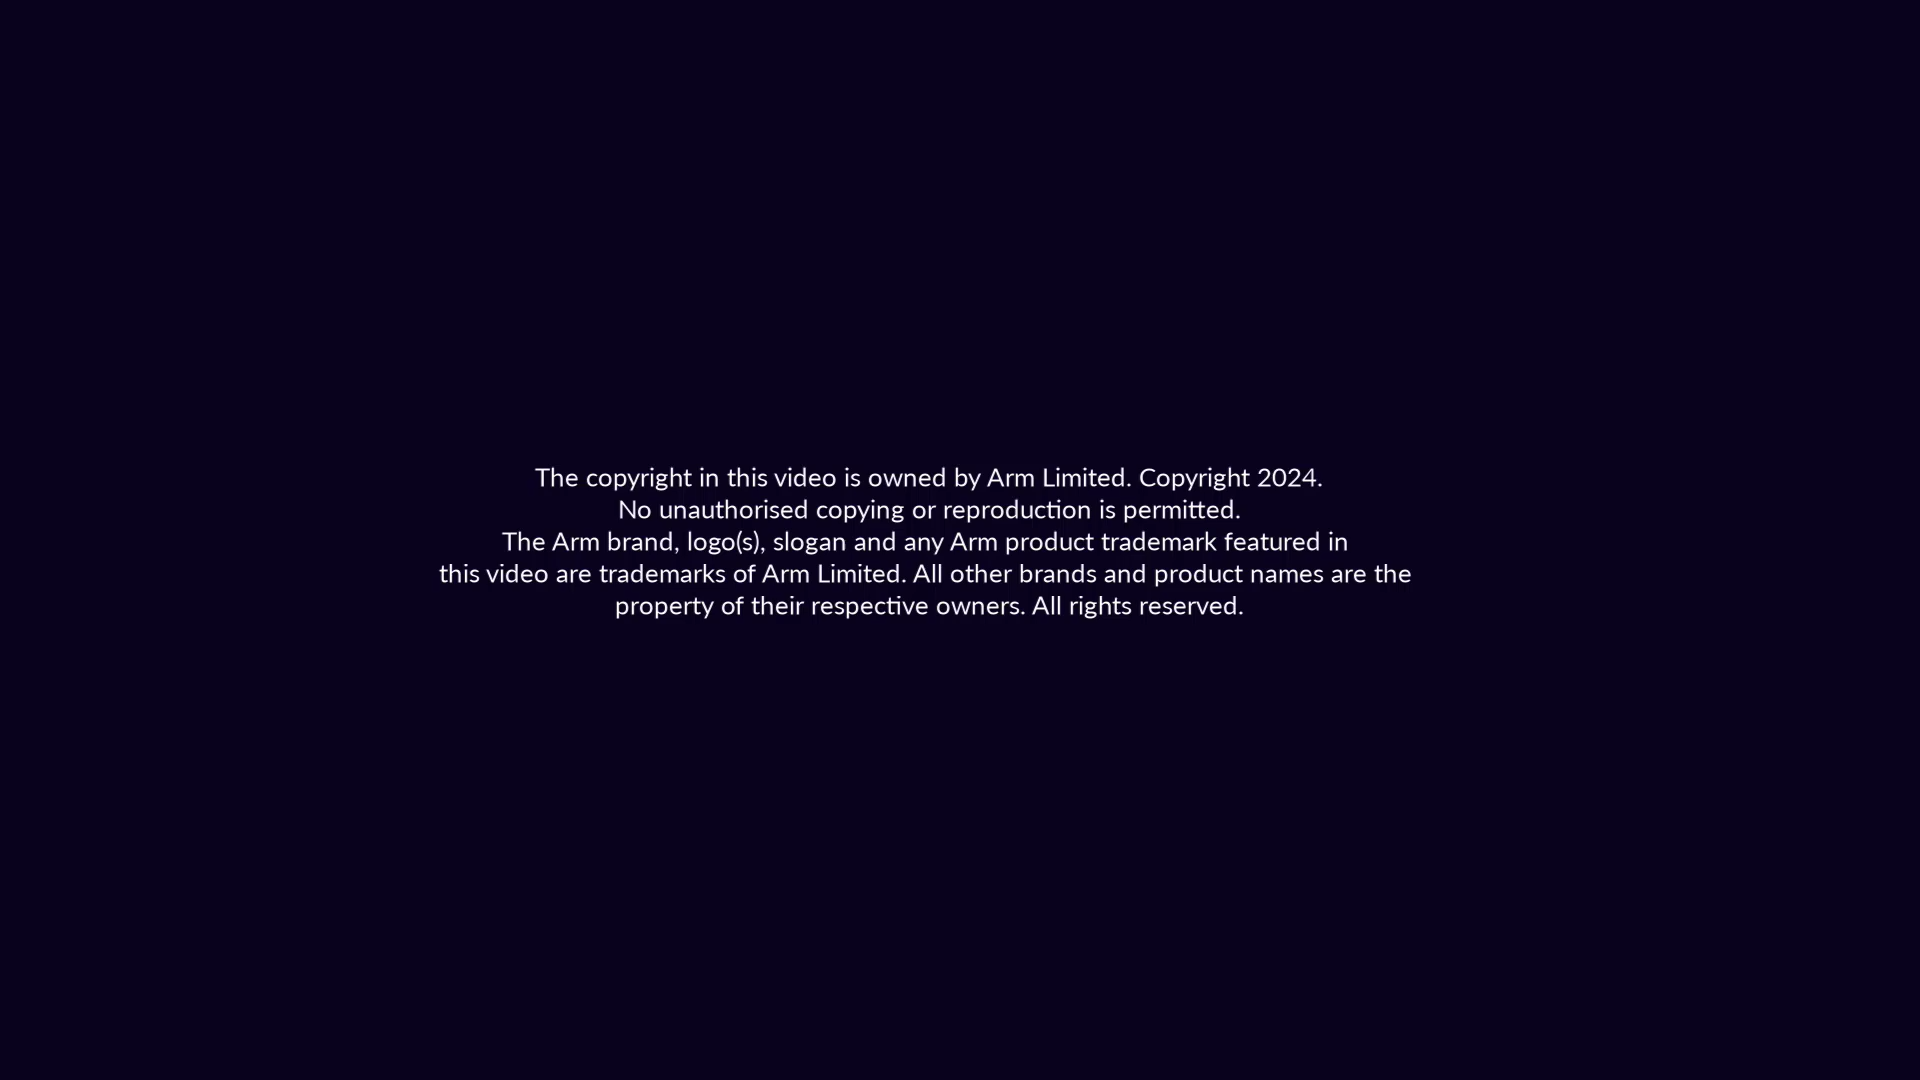 The copyright in this video is owned by Arm Limited. Copyright 2024.
No unauthorised copying or reproduction is permitted.
The Arm brand, logo(s), slogan and any Arm product trademark featured in
this video are trademarks of Arm Limited. All other brands and product names are the
property of their respective owners. All rights reserved.